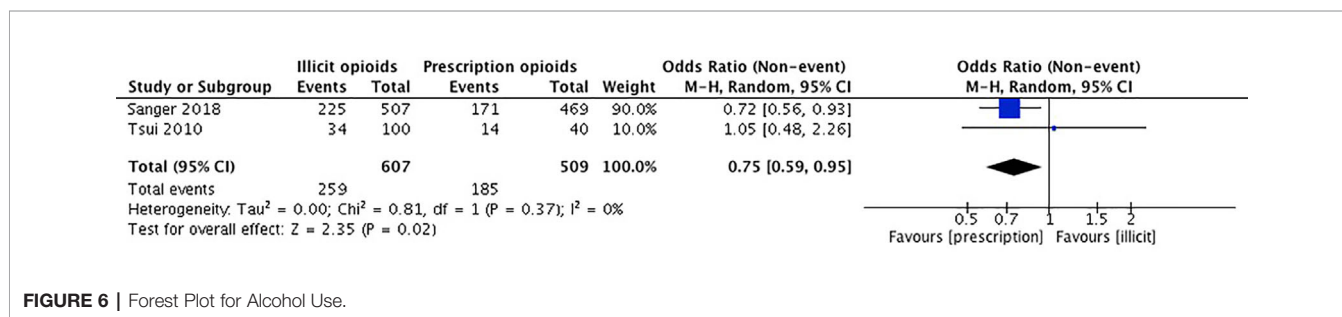 Illicit opioids Prescription opioids Odds Ratio (Non-event) Odds Ratio (Non-event)
Study or Subgroup Events Total Events Total Weight M-H, Random, 95% CI M-H, Random, 95% CI
Sanger 2018 225 507 171 469 90.0% 0.72 [0.56, 0.93]
Tsui 2010 34 100 14 40 10.0% 1.05 [0.48, 2.26]
Total (95% CI) 607 509 100.0% 0.75 [0.59, 0.95]
Total events 259 185
Heterogeneity: Tau² = 0.00; Chi² = 0.81, df = 1 (P = 0.37); I² = 0%
Test for overall effect: Z = 2.35 (P = 0.02)
0.5 0.7 1 1.5 2
Favours [prescription] Favours [illicit]
FIGURE 6 | Forest Plot for Alcohol Use.